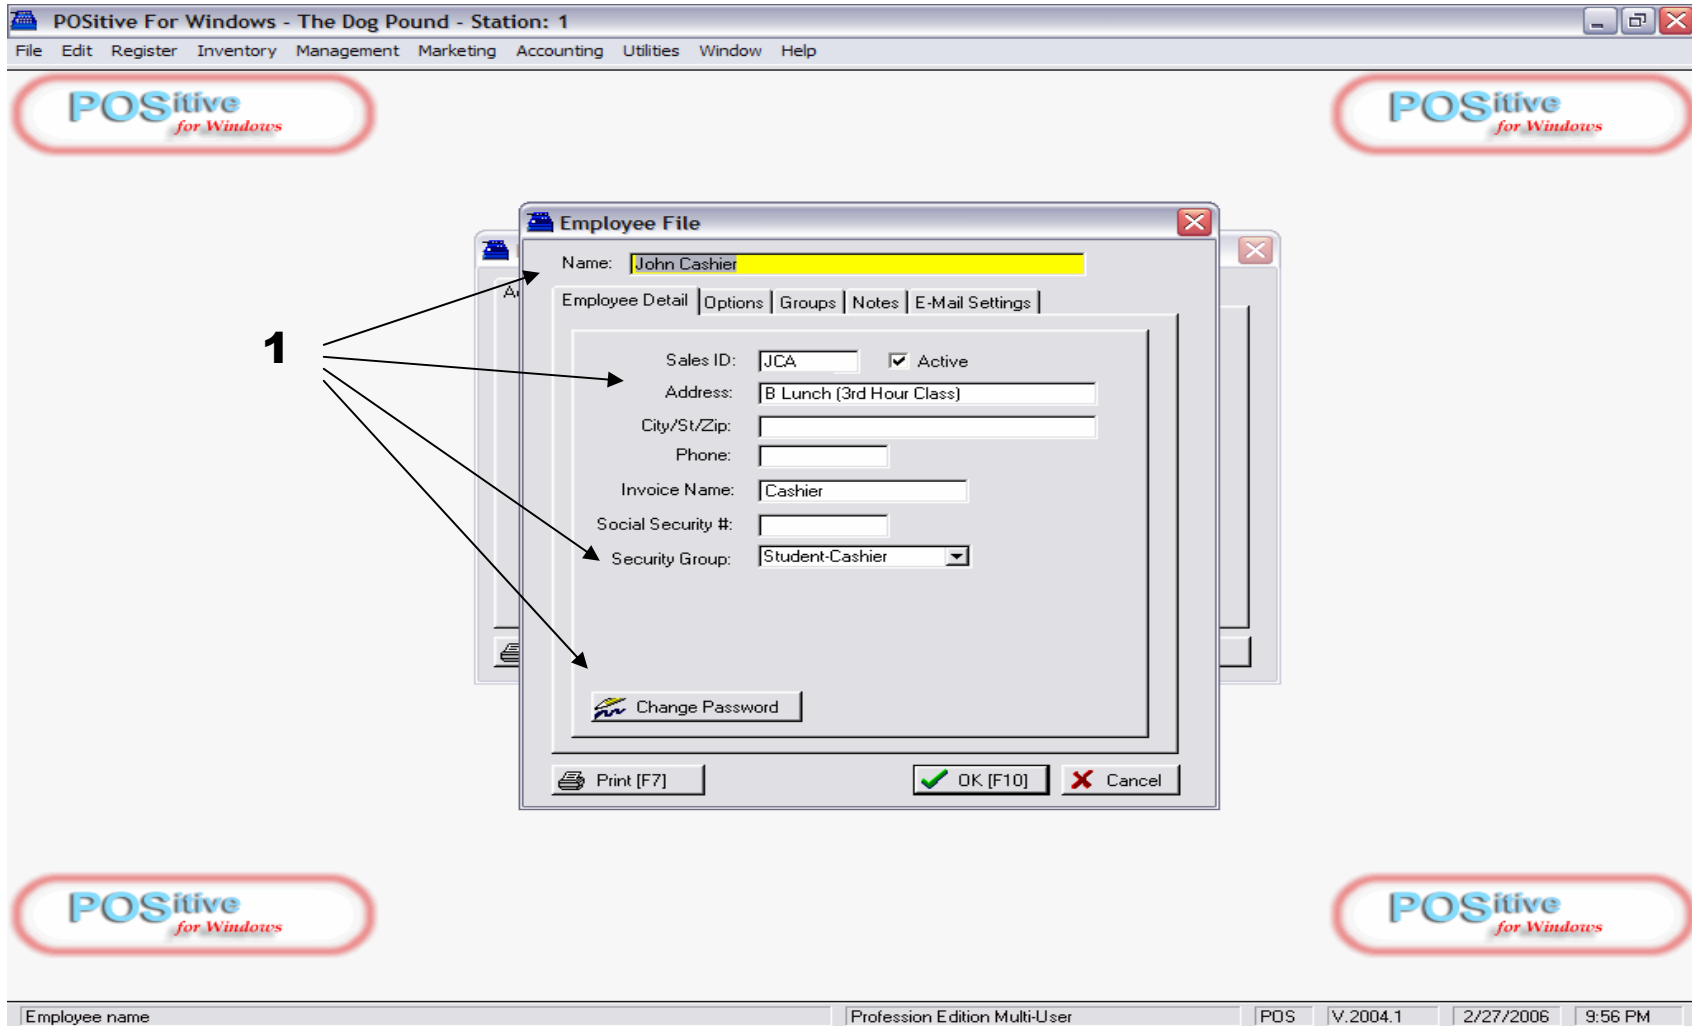 POSitive For Windows - The Dog Pound - Station: 1
File Edit Register Inventory Management Marketing Accounting Utilities Window Help
POSitive
for Windows
POSitive
for Windows
Employee File
Name: John Cashier
Employee Detail Options Groups Notes E-Mail Settings
1
Sales ID: JCA Active
Address: B Lunch (3rd Hour Class)
City/St/Zip:
Phone:
Invoice Name: Cashier
Social Security #:
Security Group: Student-Cashier
Change Password
Print [F7] OK [F10] Cancel
POSitive
for Windows
POSitive
for Windows
Employee name Profession Edition Multi-User POS V.2004.1 2/27/2006 9:56 PM